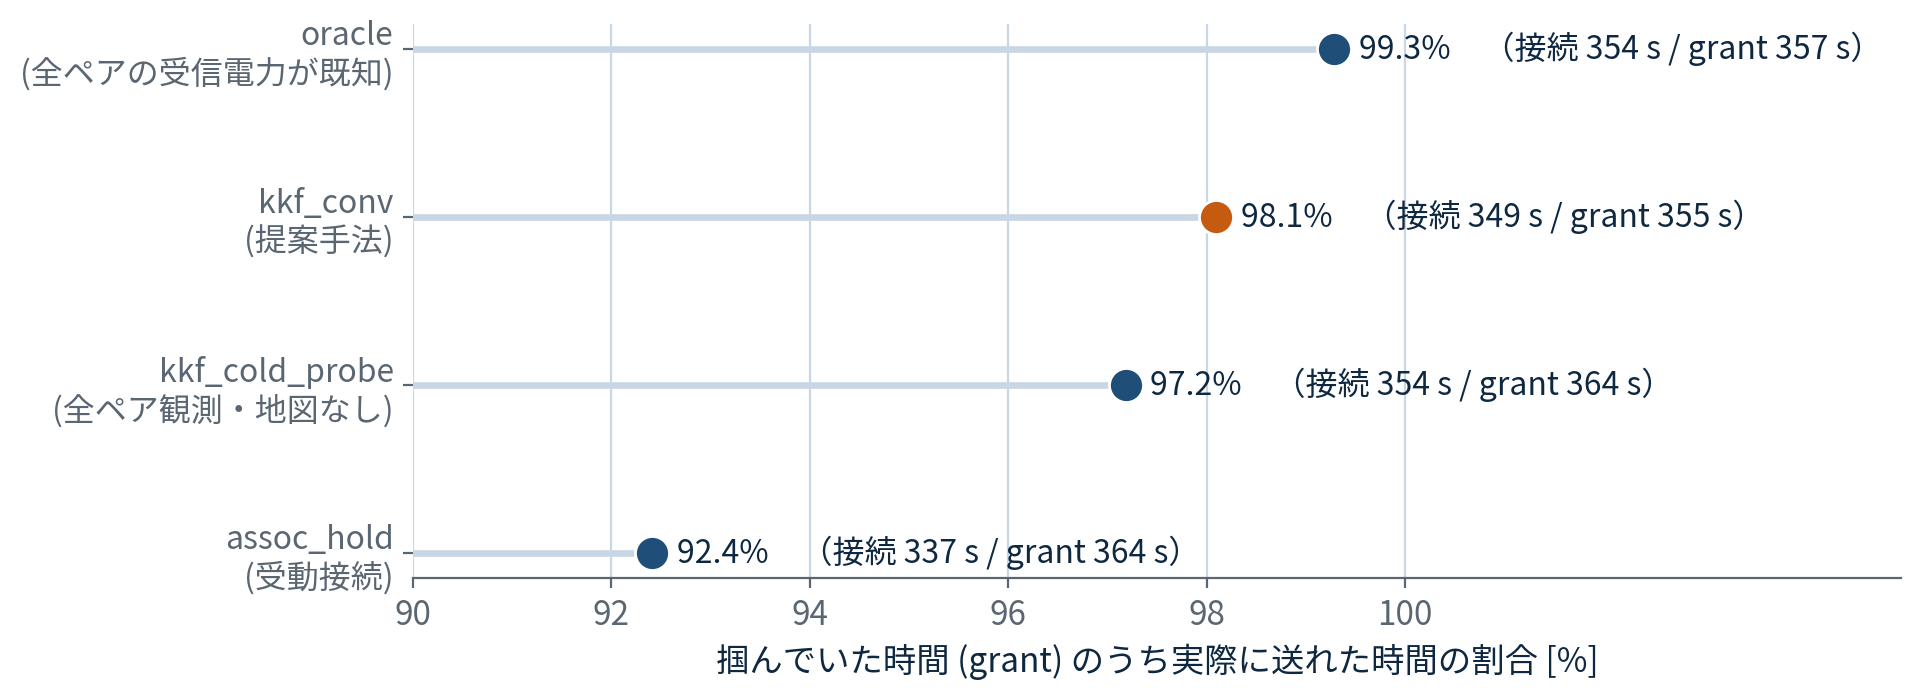 oracle
(全ペアの受信電力が既知)
99.3% （接続 354 s / grant 357 s）
kkf_conv
(提案手法)
98.1% （接続 349 s / grant 355 s）
kkf_cold_probe
(全ペア観測・地図なし)
97.2% （接続 354 s / grant 364 s）
assoc_hold
(受動接続)
92.4% （接続 337 s / grant 364 s）
90 92 94 96 98 100
掴んでいた時間 (grant) のうち実際に送れた時間の割合 [%]